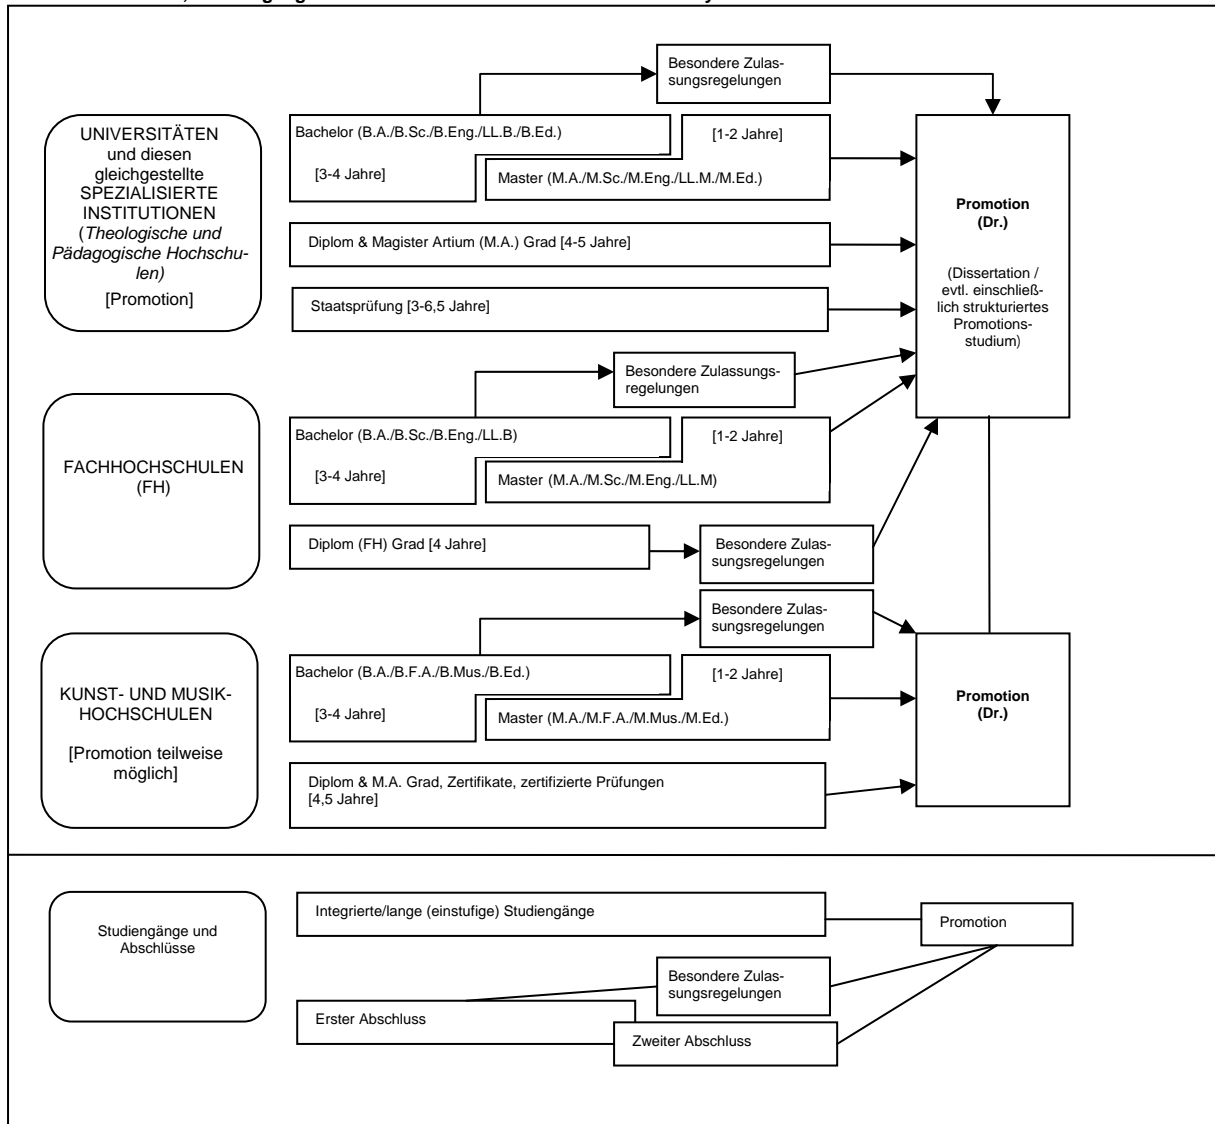 Besondere Zulas-
sungsregelungen
UNIVERSITÄTEN
und diesen
gleichgestellte
SPEZIALISIERTE
INSTITUTIONEN
(Theologische und
Pädagogische Hochschu-
len)
[Promotion]
Bachelor (B.A./B.Sc./B.Eng./LL.B./B.Ed.)
[3-4 Jahre]
[1-2 Jahre]
Master (M.A./M.Sc./M.Eng./LL.M./M.Ed.)
Diplom & Magister Artium (M.A.) Grad [4-5 Jahre]
Staatsprüfung [3-6,5 Jahre]
Promotion
(Dr.)
(Dissertation /
evtl. einschließ-
lich strukturiertes
Promotions-
studium)
FACHHOCHSCHULEN
(FH)
Besondere Zulassungs-
regelungen
Bachelor (B.A./B.Sc./B.Eng./LL.B)
[3-4 Jahre]
[1-2 Jahre]
Master (M.A./M.Sc./M.Eng./LL.M)
Diplom (FH) Grad [4 Jahre]
Besondere Zulas-
sungsregelungen
KUNST- UND MUSIK-
HOCHSCHULEN
[Promotion teilweise
möglich]
Besondere Zulas-
sungsregelungen
Bachelor (B.A./B.F.A./B.Mus./B.Ed.)
[3-4 Jahre]
[1-2 Jahre]
Master (M.A./M.F.A./M.Mus./M.Ed.)
Diplom & M.A. Grad, Zertifikate, zertifizierte Prüfungen
[4,5 Jahre]
Promotion
(Dr.)
Studiengänge und
Abschlüsse
Integrierte/lange (einstufige) Studiengänge
Promotion
Besondere Zulas-
sungsregelungen
Erster Abschluss
Zweiter Abschluss